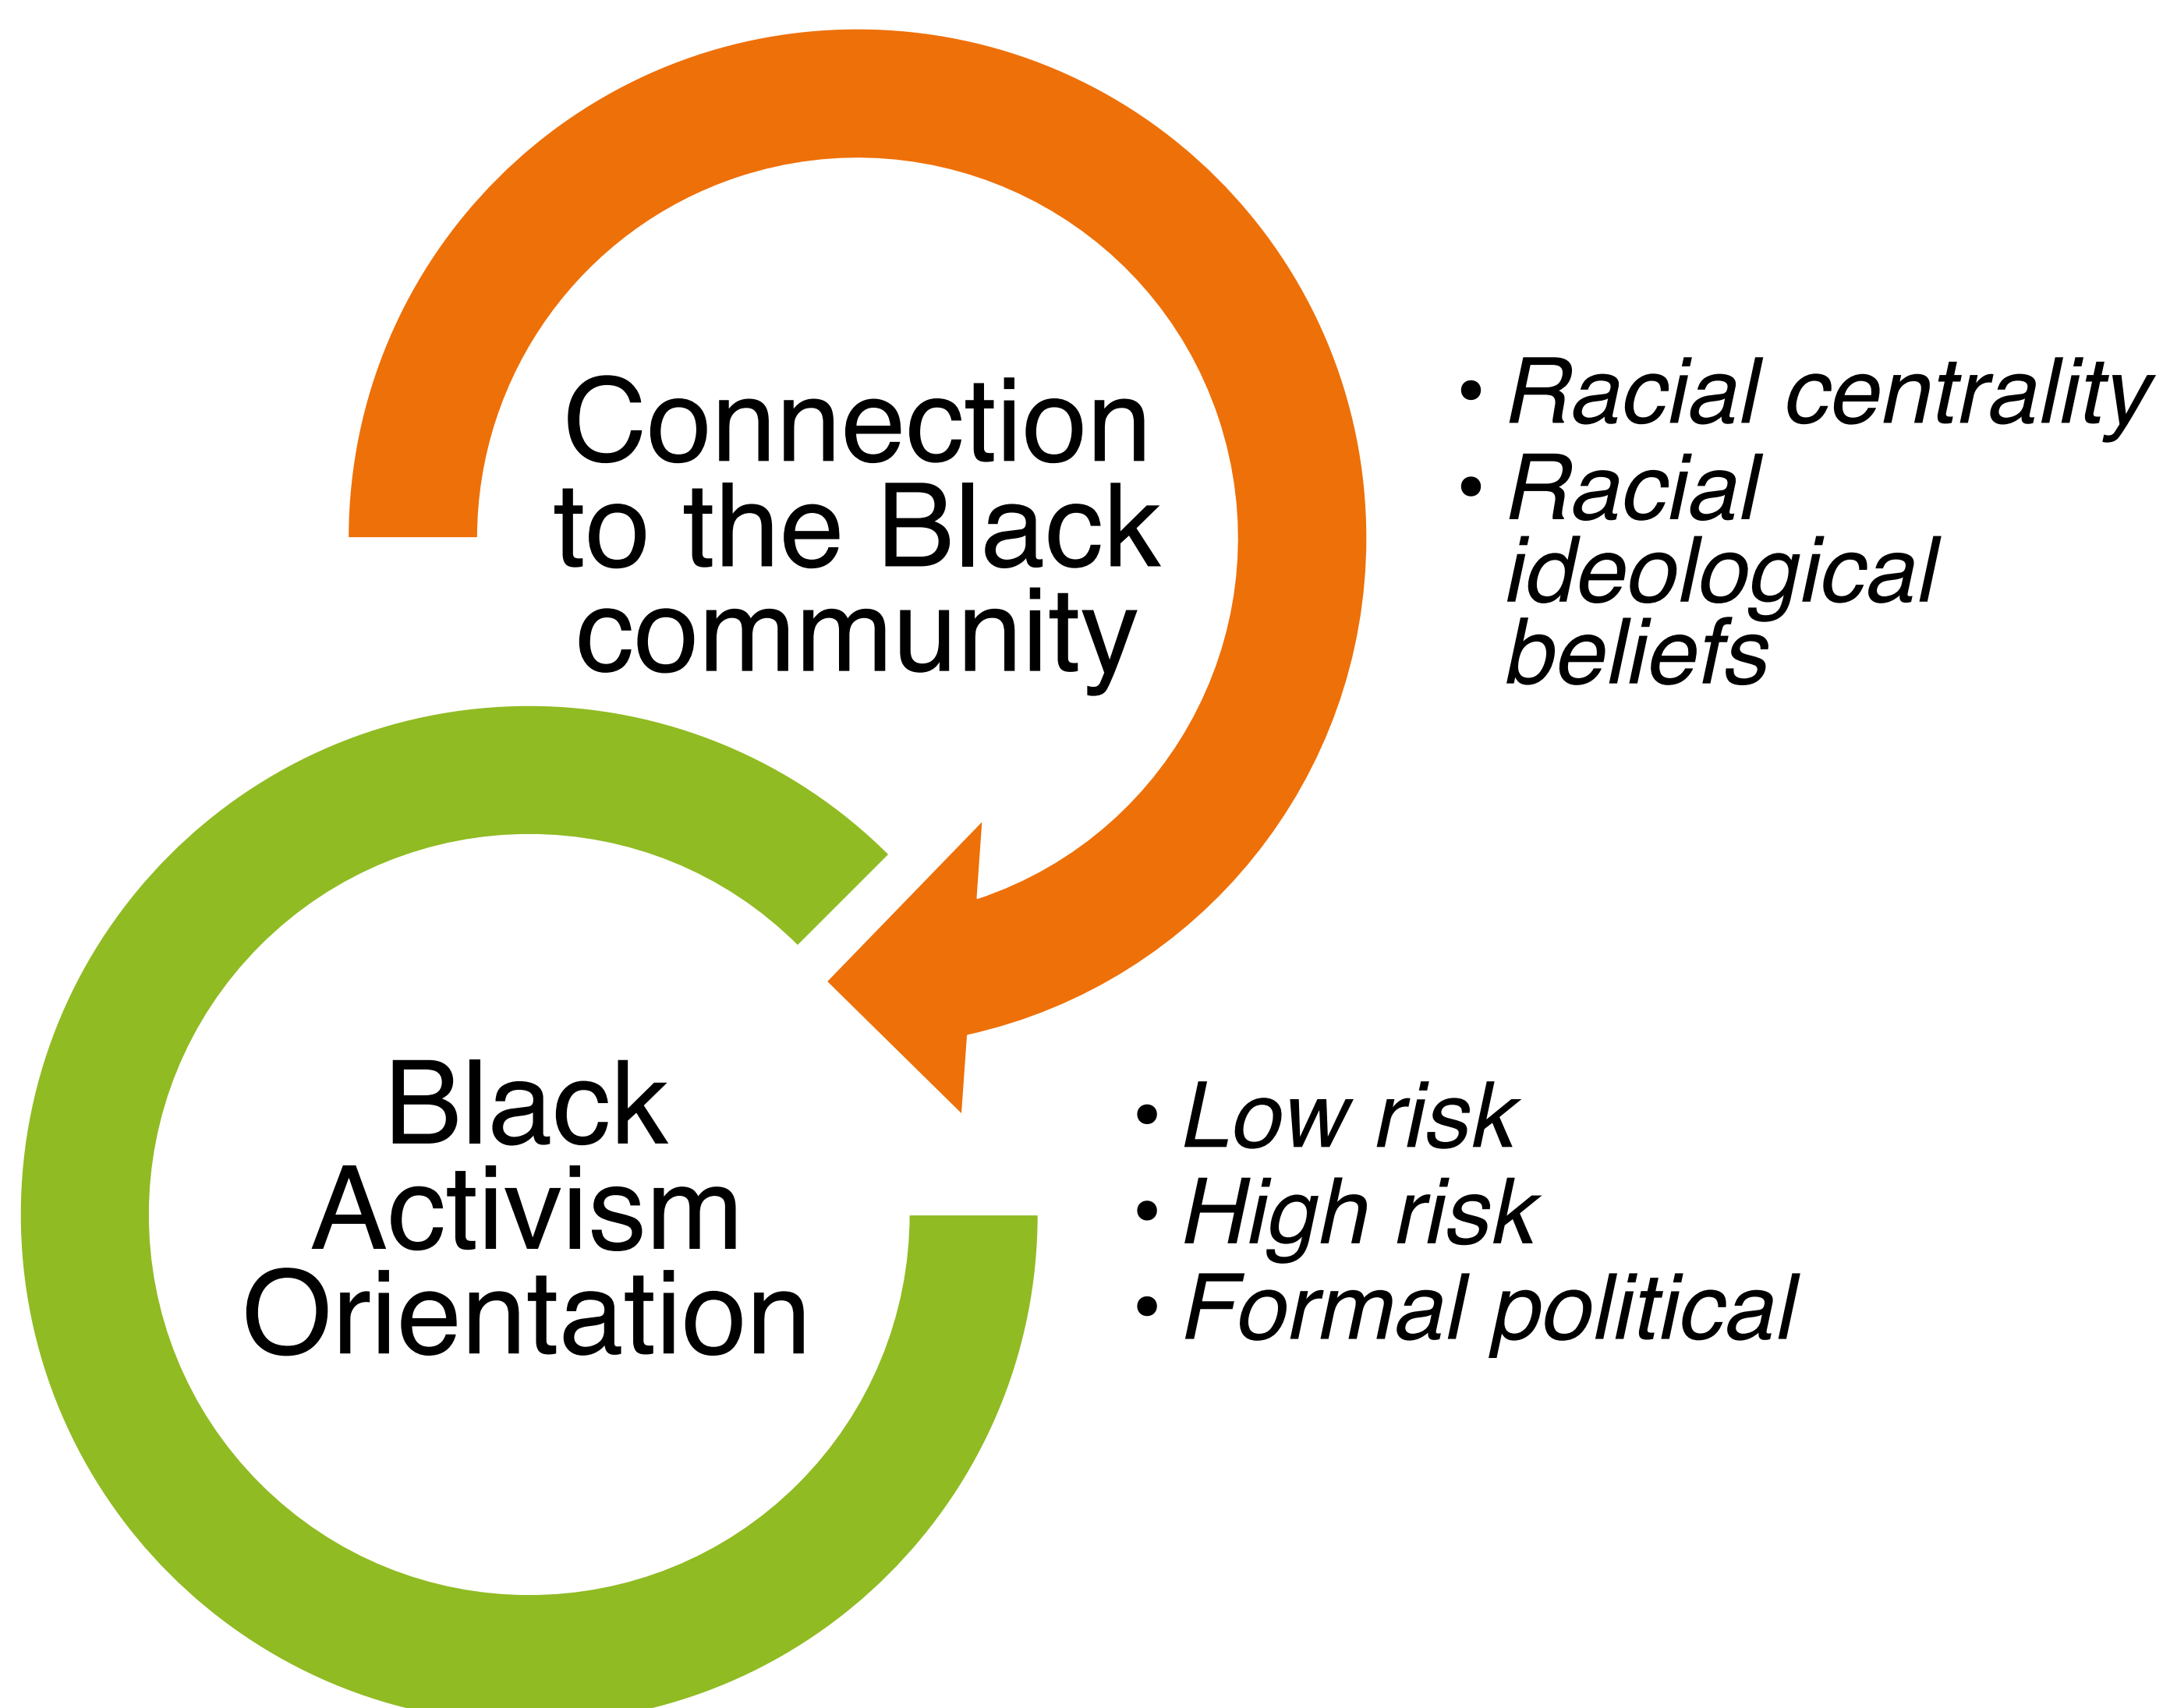 Connection
to the Black
community
• Racial centrality
• Racial
ideological
beliefs
Black
Activism
Orientation
• Low risk
• High risk
• Formal political